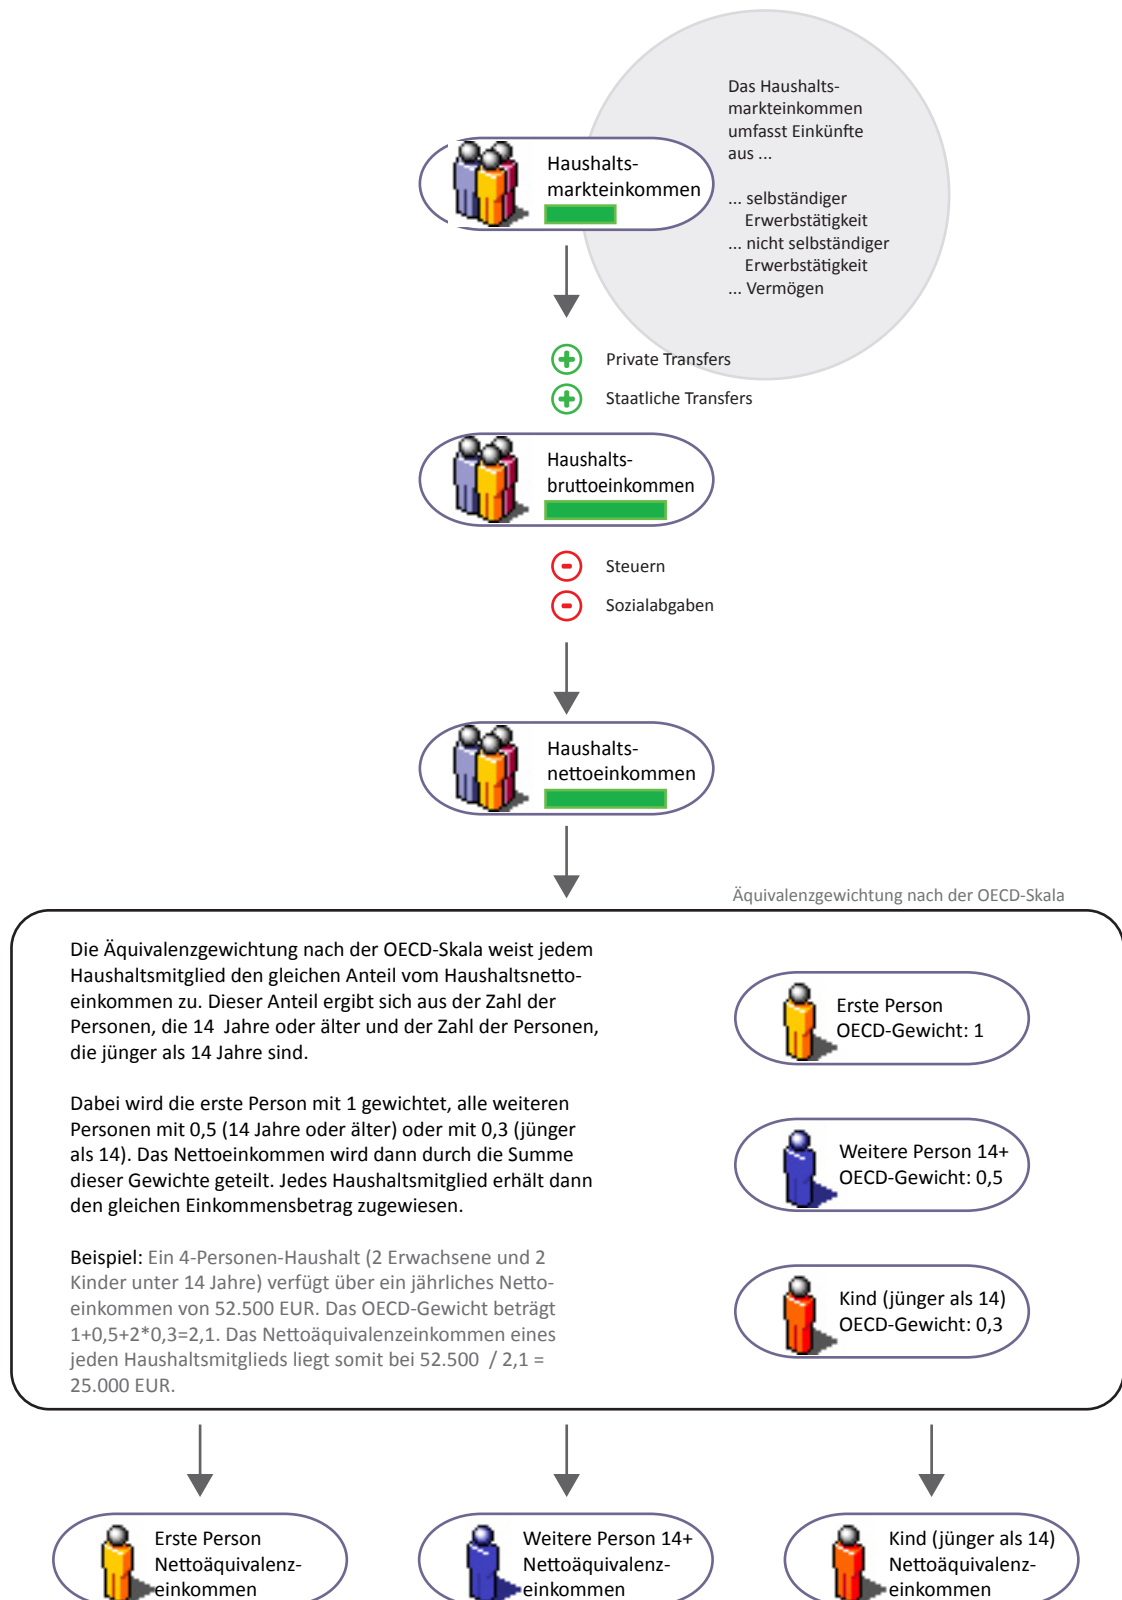 Das Haushalts-
markteinkommen
umfasst Einkünfte
aus ...
... selbständiger
Erwerbstätigkeit
... nicht selbständiger
Erwerbstätigkeit
... Vermögen
Haushalts-
markteinkommen
+ Private Transfers
+ Staatliche Transfers
Haushalts-
bruttoeinkommen
- Steuern
- Sozialabgaben
Haushalts-
nettoeinkommen
Äquivalenzgewichtung nach der OECD-Skala
Die Äquivalenzgewichtung nach der OECD-Skala weist jedem
Haushaltsmitglied den gleichen Anteil vom Haushaltsnetto-
einkommen zu. Dieser Anteil ergibt sich aus der Zahl der
Personen, die 14 Jahre oder älter und der Zahl der Personen,
die jünger als 14 Jahre sind.
Dabei wird die erste Person mit 1 gewichtet, alle weiteren
Personen mit 0,5 (14 Jahre oder älter) oder mit 0,3 (jünger
als 14). Das Nettoeinkommen wird dann durch die Summe
dieser Gewichte geteilt. Jedes Haushaltsmitglied erhält dann
den gleichen Einkommensbetrag zugewiesen.
Beispiel: Ein 4-Personen-Haushalt (2 Erwachsene und 2
Kinder unter 14 Jahre) verfügt über ein jährliches Netto-
einkommen von 52.500 EUR. Das OECD-Gewicht beträgt
1+0,5+2*0,3=2,1. Das Nettoäquivalenzeinkommen eines
jeden Haushaltsmitglieds liegt somit bei 52.500 / 2,1 =
25.000 EUR.
Erste Person
OECD-Gewicht: 1
Weitere Person 14+
OECD-Gewicht: 0,5
Kind (jünger als 14)
OECD-Gewicht: 0,3
Erste Person
Nettoäquivalenz-
einkommen
Weitere Person 14+
Nettoäquivalenz-
einkommen
Kind (jünger als 14)
Nettoäquivalenz-
einkommen